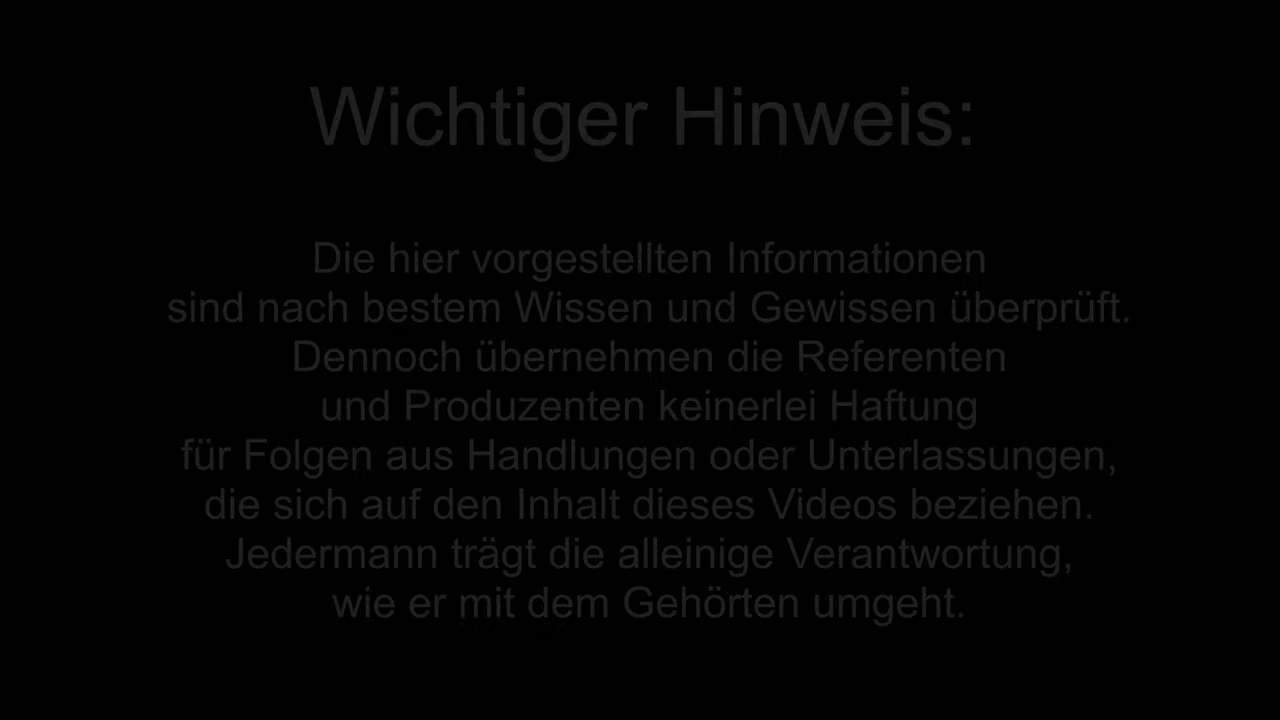 Wichtiger Hinweis:
Die hier vorgestellten Informationen
sind nach bestem Wissen und Gewissen überprüft.
Dennoch übernehmen die Referenten
und Produzenten keinerlei Haftung
für Folgen aus Handlungen oder Unterlassungen,
die sich auf den Inhalt dieses Videos beziehen.
Jedermann trägt die alleinige Verantwortung,
wie er mit dem Gehörten umgeht.